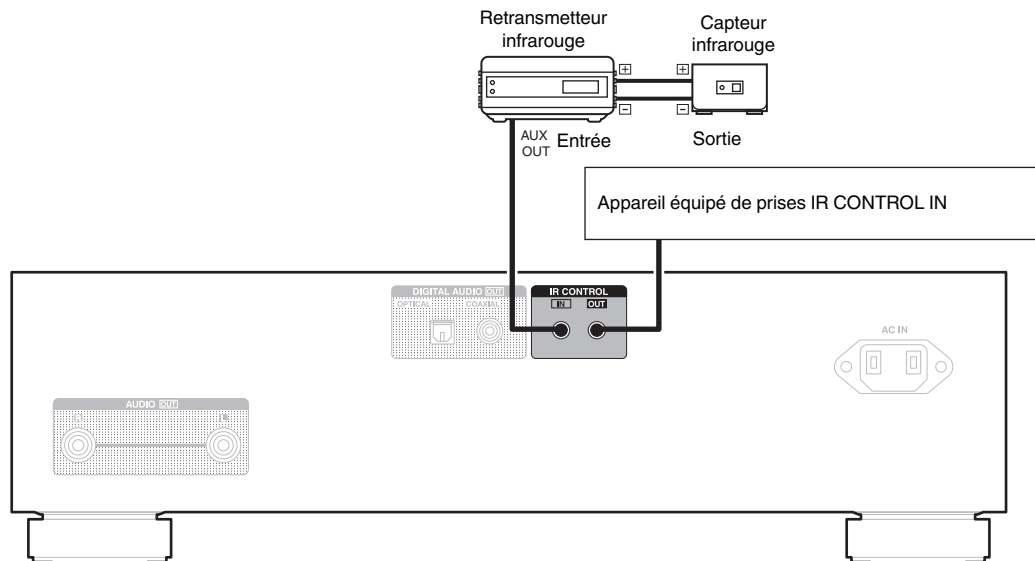 Retransmetteur
infrarouge
Capteur
infrarouge
+ +
- -
AUX
OUT
Entrée
Sortie
Appareil équipé de prises IR CONTROL IN
DIGITAL AUDIO OUT
OPTICAL COAXIAL
IR CONTROL
IN OUT
AC IN
AUDIO OUT